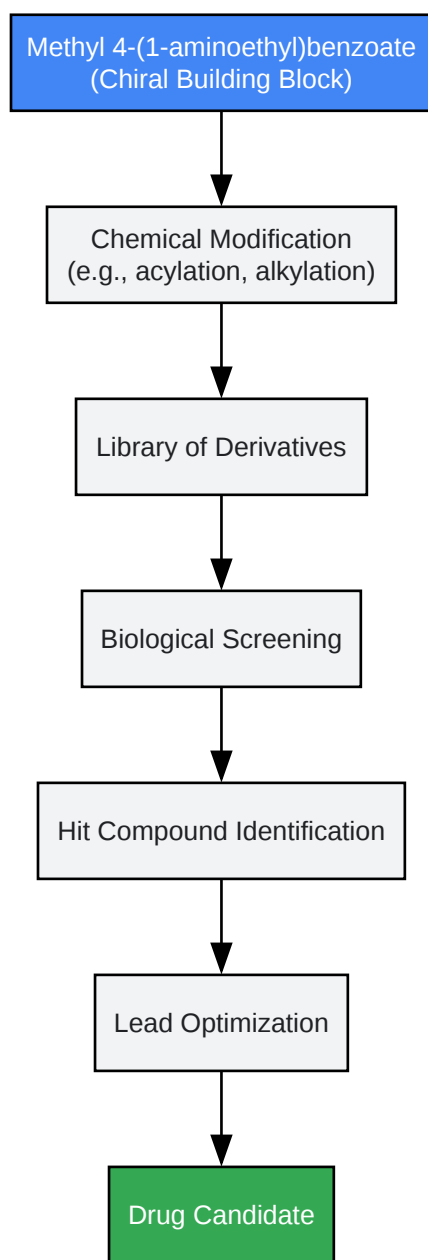 Methyl 4-(1-aminoethyl)benzoate
(Chiral Building Block)
Chemical Modification
(e.g., acylation, alkylation)
Library of Derivatives
Biological Screening
Hit Compound Identification
Lead Optimization
Drug Candidate